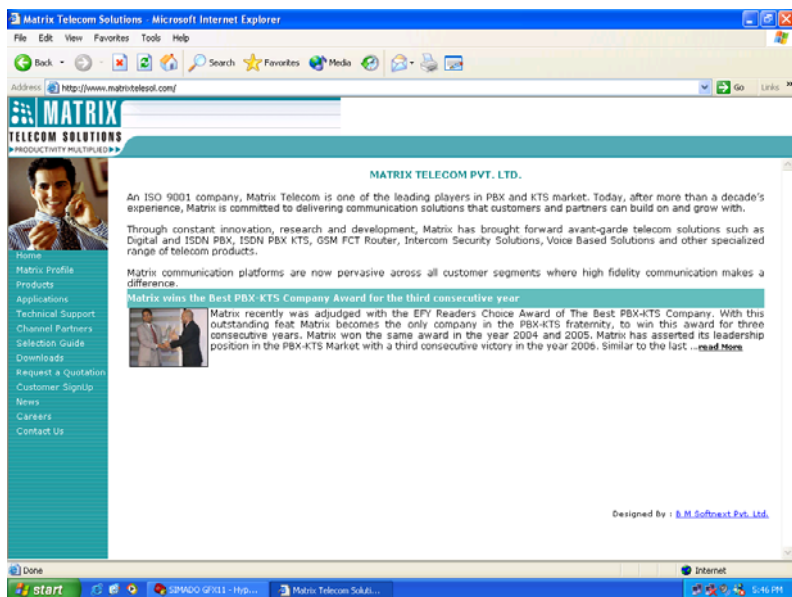 Matrix Telecom Solutions - Microsoft Internet Explorer
File Edit View Favorites Tools Help
Back Search Favorites Media
Address http://www.matrixtelesol.com/ Go Links »
MATRIX
TELECOM SOLUTIONS
PRODUCTIVITY MULTIPLIED
MATRIX TELECOM PVT. LTD.
An ISO 9001 company, Matrix Telecom is one of the leading players in PBX and KTS market. Today, after more than a decade's
experience, Matrix is committed to delivering communication solutions that customers and partners can build on and grow with.
Through constant innovation, research and development, Matrix has brought forward avant-garde telecom solutions such as
Digital and ISDN PBX, ISDN PBX KTS, GSM FCT Router, Intercom Security Solutions, Voice Based Solutions and other specialized
range of telecom products.
Matrix communication platforms are now pervasive across all customer segments where high fidelity communication makes a
difference.
Matrix wins the Best PBX-KTS Company Award for the third consecutive year
Matrix recently was adjudged with the EFY Readers Choice Award of The Best PBX-KTS Company. With this
outstanding feat Matrix becomes the only company in the PBX-KTS fraternity, to win this award for three
consecutive years. Matrix won the same award in the year 2004 and 2005. Matrix has asserted its leadership
position in the PBX-KTS Market with a third consecutive victory in the year 2006. Similar to the last ...read More
Home
Matrix Profile
Products
Applications
Technical Support
Channel Partners
Selection Guide
Downloads
Request a Quotation
Customer SignUp
News
Careers
Contact Us
Designed By : B M Softnext Pvt. Ltd.
Done Internet
start SIMADO GFX11 - Hyp... Matrix Telecom Soluti... 5:46 PM